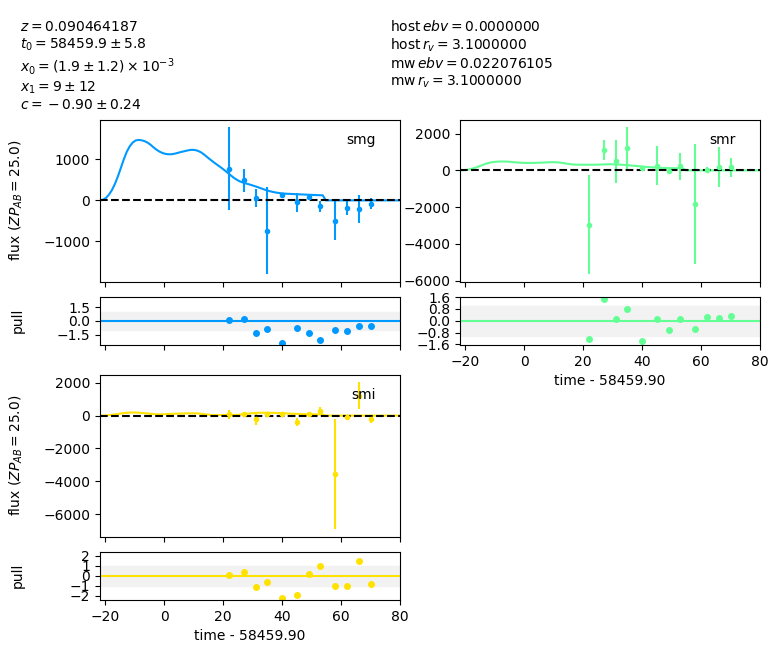 z = 0.090464187
t₀ = 58459.9 ± 5.8
x₀ = (1.9 ± 1.2) × 10⁻³
x₁ = 9 ± 12
c = −0.90 ± 0.24
host ebv = 0.0000000
host r_v = 3.1000000
mw ebv = 0.022076105
mw r_v = 3.1000000
flux (ZP_AB = 25.0)
1000
0
−1000
smg
2000
0
−2000
−4000
−6000
smr
pull
1.5
0.0
−1.5
1.6
0.8
0.0
−0.8
−1.6
−20 0 20 40 60 80
time - 58459.90
flux (ZP_AB = 25.0)
2000
0
−2000
−4000
−6000
smi
pull
2
1
0
−1
−2
−20 0 20 40 60 80
time - 58459.90